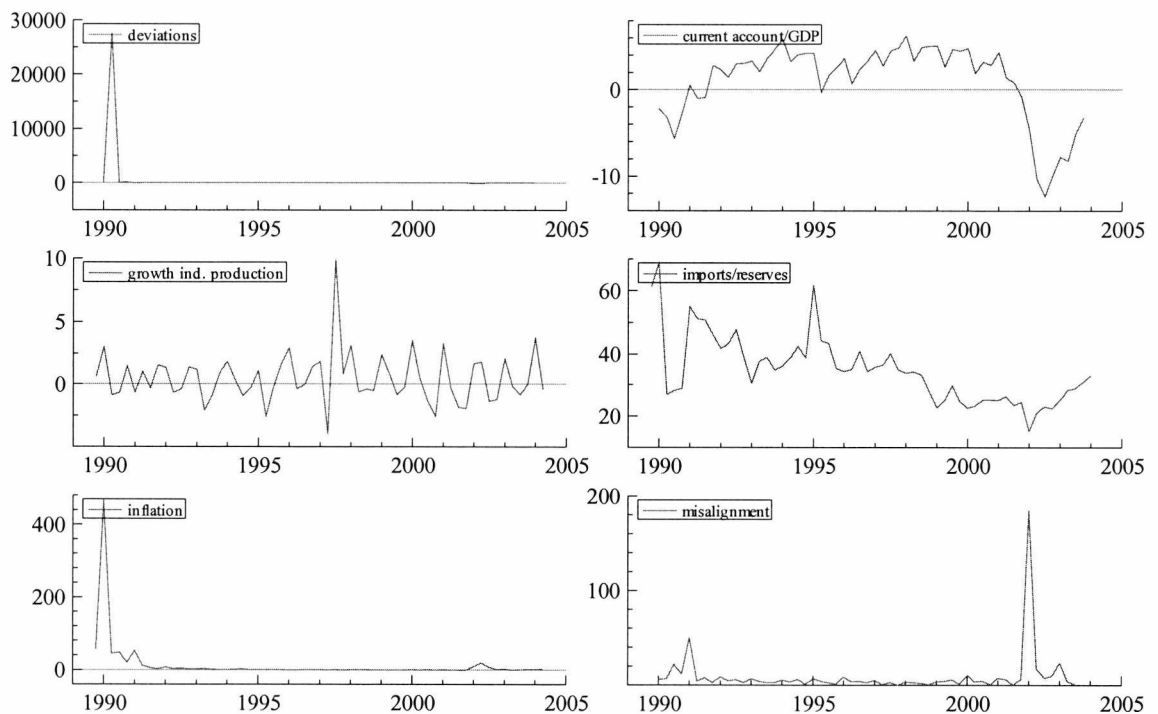 30000
deviations
20000
10000
0
1990 1995 2000 2005
current account/GDP
0
-10
1990 1995 2000 2005
10
growth ind. production
5
0
1990 1995 2000 2005
imports/reserves
60
40
20
1990 1995 2000 2005
inflation
400
200
0
1990 1995 2000 2005
200
misalignment
100
1990 1995 2000 2005